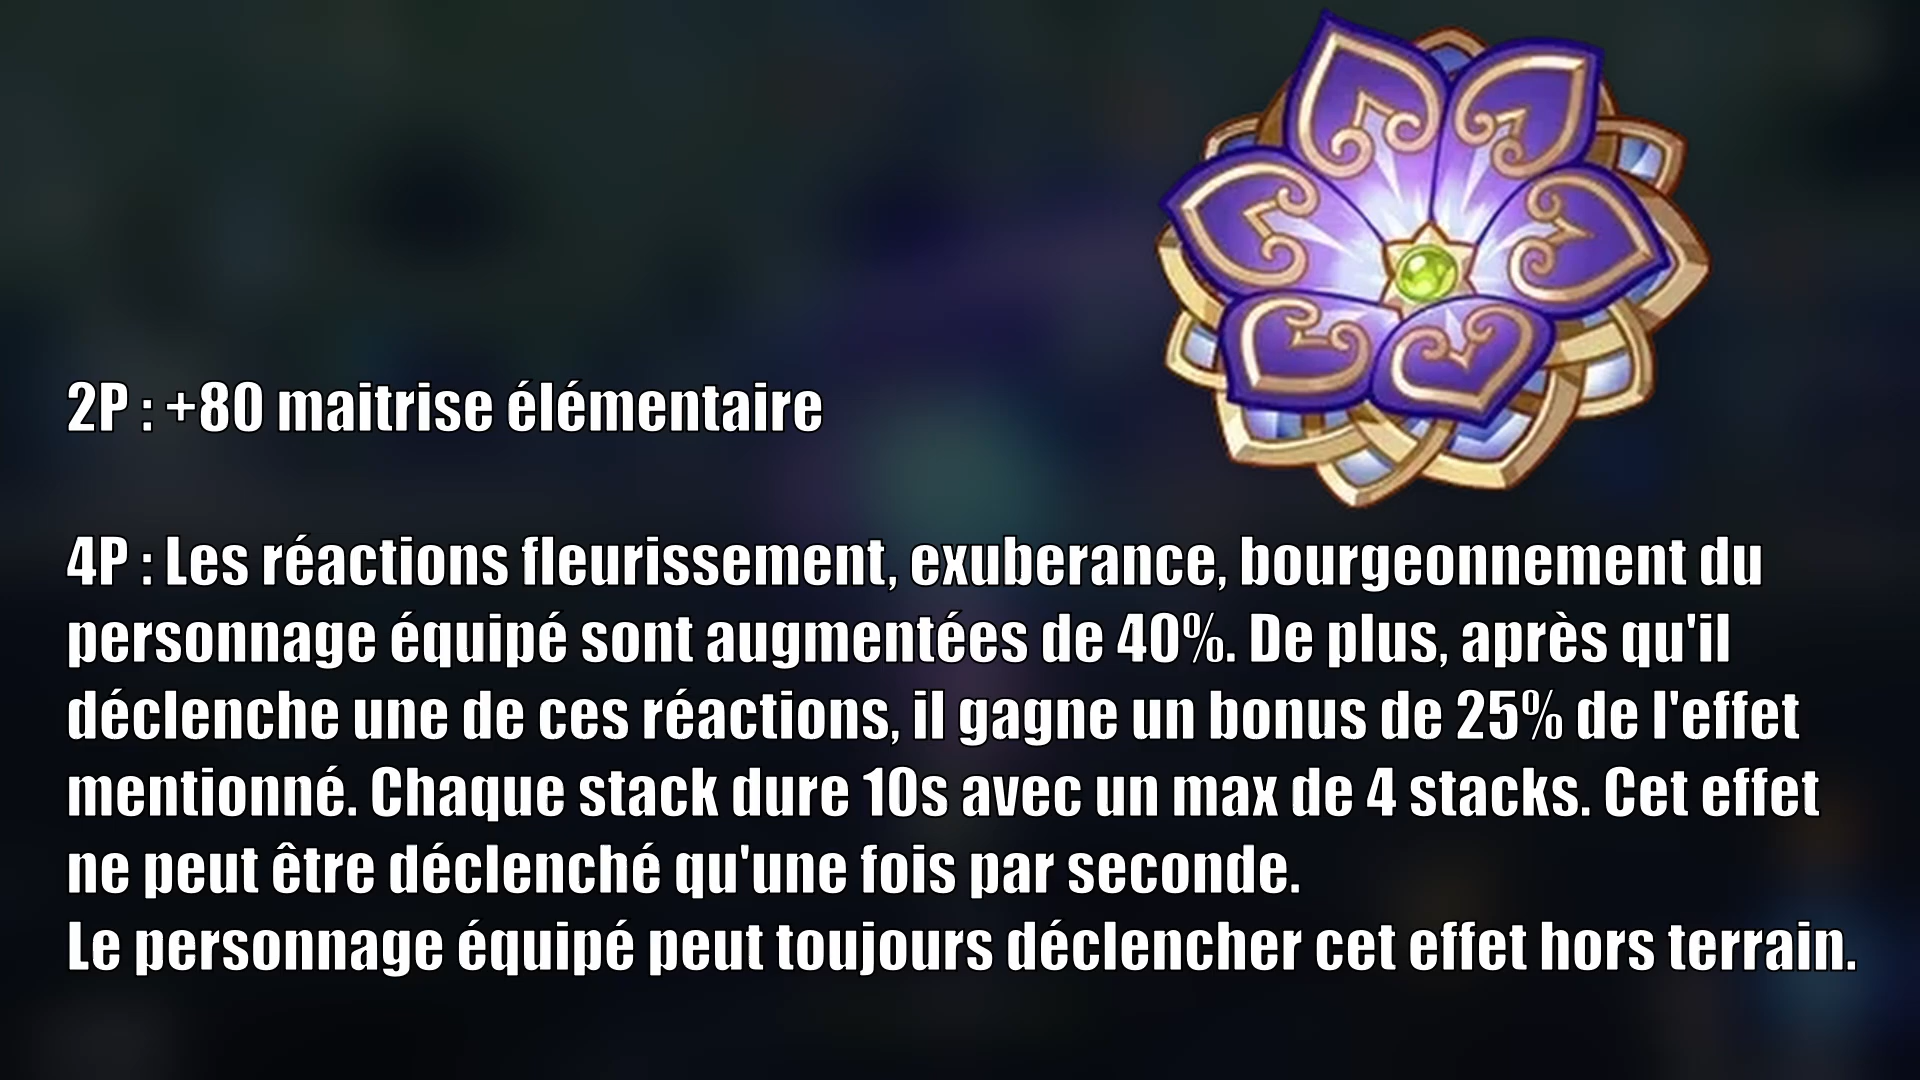 2P : +80 maitrise élémentaire
4P : Les réactions fleurissement, exuberance, bourgeonnement du
personnage équipé sont augmentées de 40%. De plus, après qu'il
déclenche une de ces réactions, il gagne un bonus de 25% de l'effet
mentionné. Chaque stack dure 10s avec un max de 4 stacks. Cet effet
ne peut être déclenché qu'une fois par seconde.
Le personnage équipé peut toujours déclencher cet effet hors terrain.